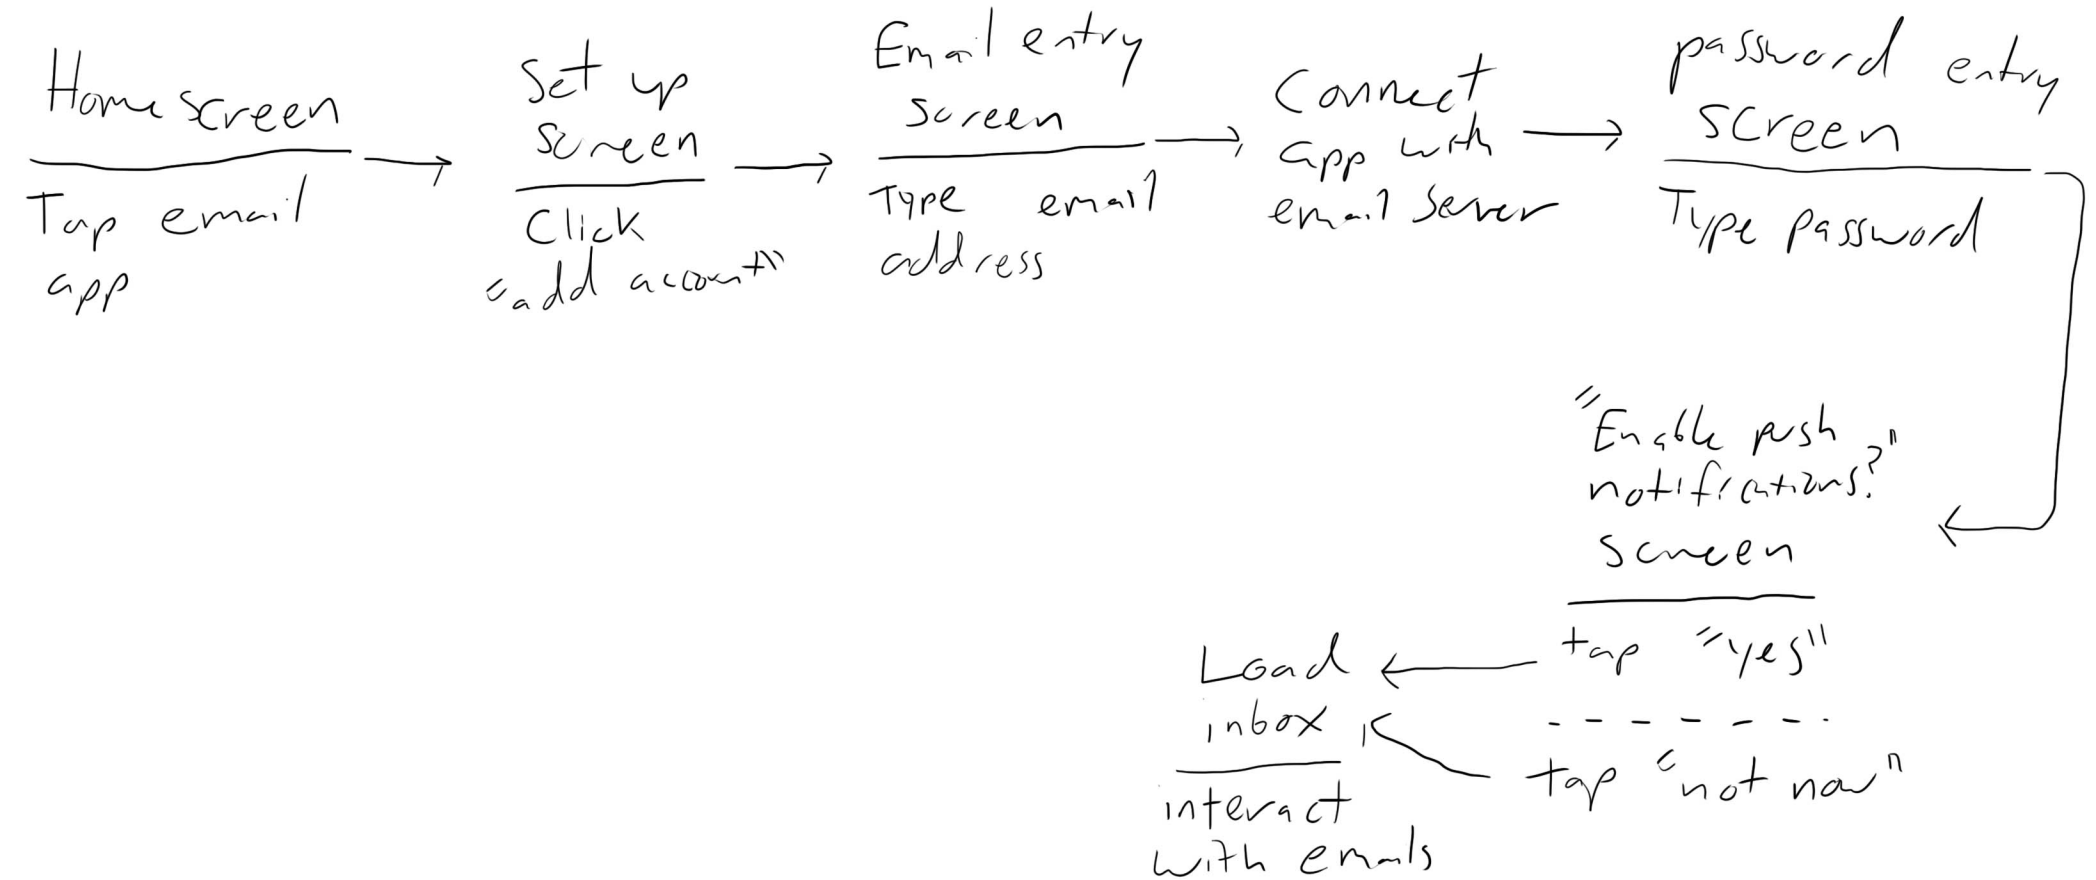 Home screen
Tap email
app
Set up
screen
Click
"add account"
Email entry
screen
Type email
address
Connect
app with
email server
password entry
screen
Type password
"Enable push
notifications?"
screen
tap "yes"
tap "not now"
Load
inbox
interact
with emails